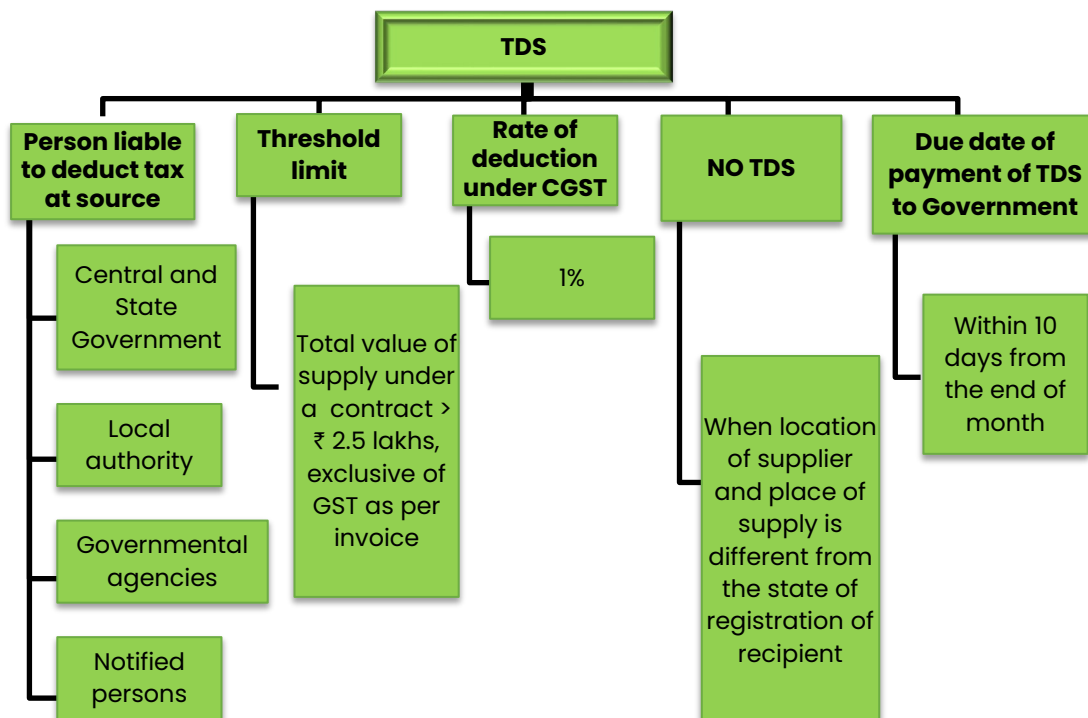 TDS
Person liable
to deduct tax
at source
Central and
State
Government
Local
authority
Governmental
agencies
Notified
persons
Threshold
limit
Total value of
supply under
a contract >
₹ 2.5 lakhs,
exclusive of
GST as per
invoice
Rate of
deduction
under CGST
1%
NO TDS
When location
of supplier
and place of
supply is
different from
the state of
registration of
recipient
Due date of
payment of TDS
to Government
Within 10
days from
the end of
month